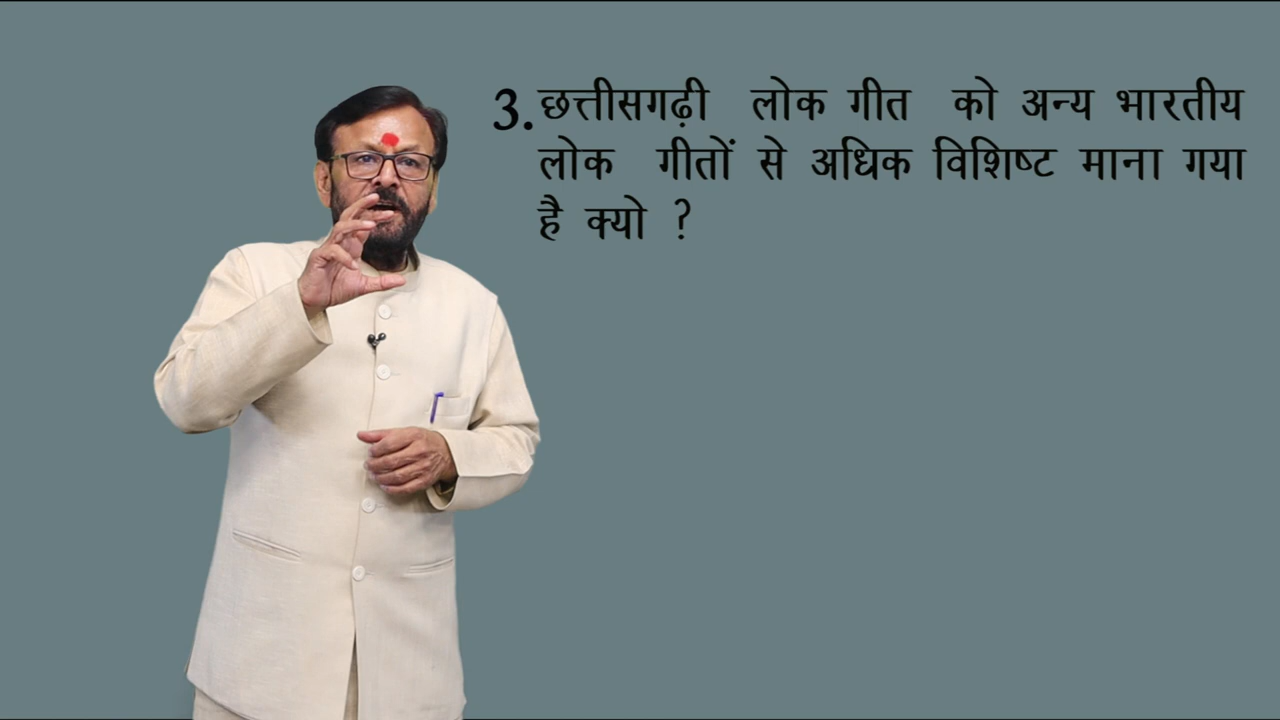 3. छत्तीसगढ़ी लोक गीत को अन्य भारतीय
लोक गीतों से अधिक विशिष्ट माना गया
है क्यो ?